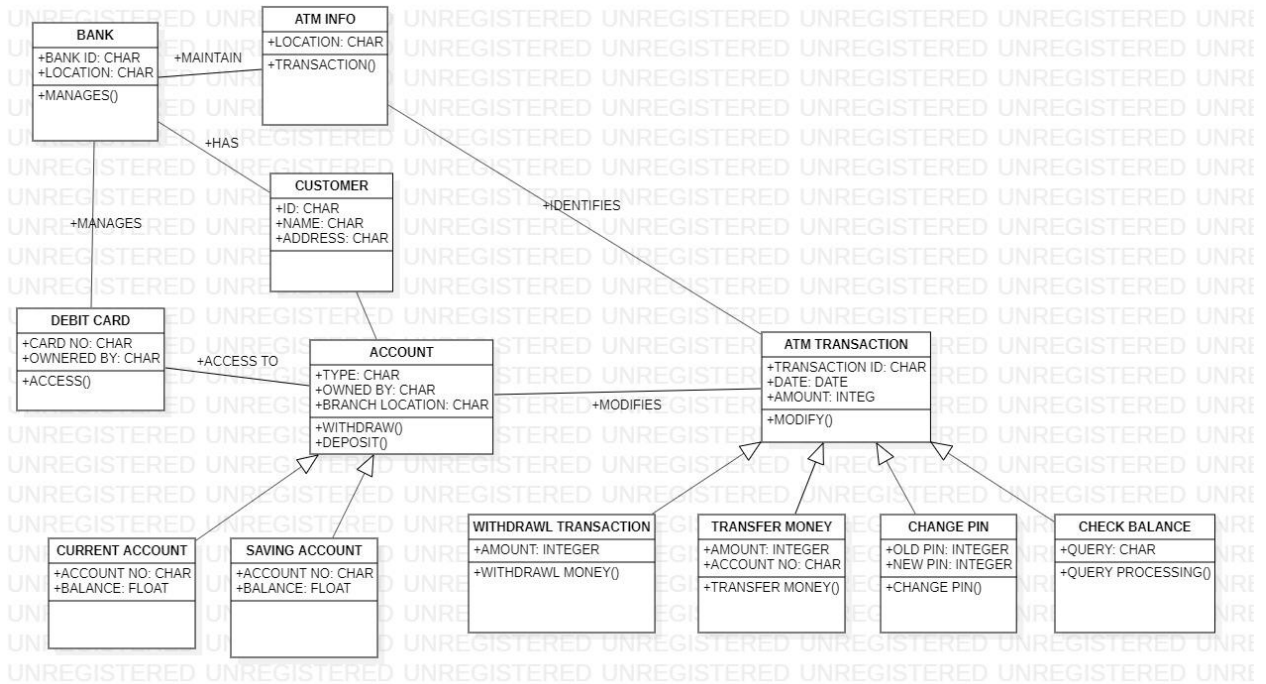 BANK
+BANK ID: CHAR
+LOCATION: CHAR
+MANAGES()
+MAINTAIN
ATM INFO
+LOCATION: CHAR
+TRANSACTION()
+HAS
CUSTOMER
+ID: CHAR
+NAME: CHAR
+ADDRESS: CHAR
+IDENTIFIES
+MANAGES
DEBIT CARD
+CARD NO: CHAR
+OWNERED BY: CHAR
+ACCESS()
+ACCESS TO
ACCOUNT
+TYPE: CHAR
+OWNED BY: CHAR
+BRANCH LOCATION: CHAR
+WITHDRAW()
+DEPOSIT()
+MODIFIES
ATM TRANSACTION
+TRANSACTION ID: CHAR
+DATE: DATE
+AMOUNT: INTEG
+MODIFY()
CURRENT ACCOUNT
+ACCOUNT NO: CHAR
+BALANCE: FLOAT
SAVING ACCOUNT
+ACCOUNT NO: CHAR
+BALANCE: FLOAT
WITHDRAWL TRANSACTION
+AMOUNT: INTEGER
+WITHDRAWL MONEY()
TRANSFER MONEY
+AMOUNT: INTEGER
+ACCOUNT NO: CHAR
+TRANSFER MONEY()
CHANGE PIN
+OLD PIN: INTEGER
+NEW PIN: INTEGER
+CHANGE PIN()
CHECK BALANCE
+QUERY: CHAR
+QUERY PROCESSING()
UNREGISTERED UNREGISTERED UNREGISTERED UNREGISTERED UNREGISTERED UNREGISTERED UNRE